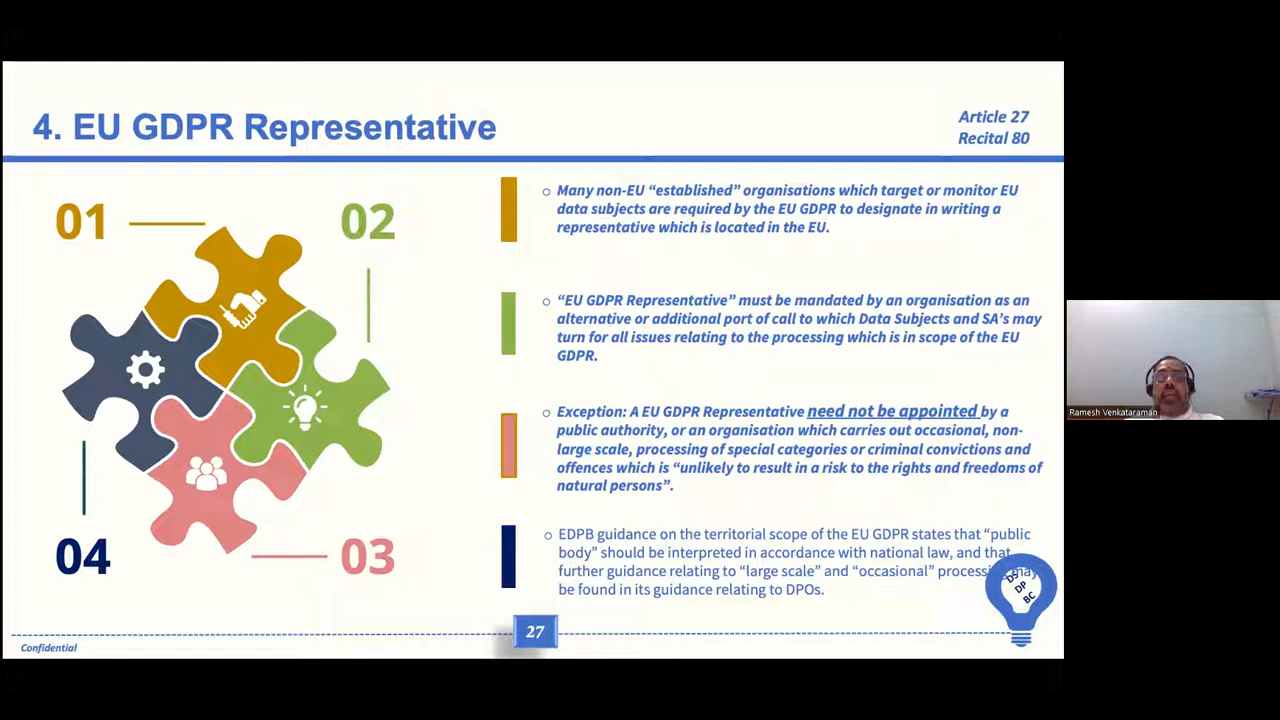 4. EU GDPR Representative
Article 27
Recital 80
01
02
04
03
Many non-EU “established” organisations which target or monitor EU
data subjects are required by the EU GDPR to designate in writing a
representative which is located in the EU.
“EU GDPR Representative” must be mandated by an organisation as an
alternative or additional port of call to which Data Subjects and SA’s may
turn for all issues relating to the processing which is in scope of the EU
GDPR.
Exception: A EU GDPR Representative need not be appointed by a
public authority, or an organisation which carries out occasional, non-
large scale, processing of special categories or criminal convictions and
offences which is “unlikely to result in a risk to the rights and freedoms of
natural persons”.
EDPB guidance on the territorial scope of the EU GDPR states that “public
body” should be interpreted in accordance with national law, and that
further guidance relating to “large scale” and “occasional” may
be found in its guidance relating to DPOs.
DP
BC
27
Confidential
Ramesh Venkataraman